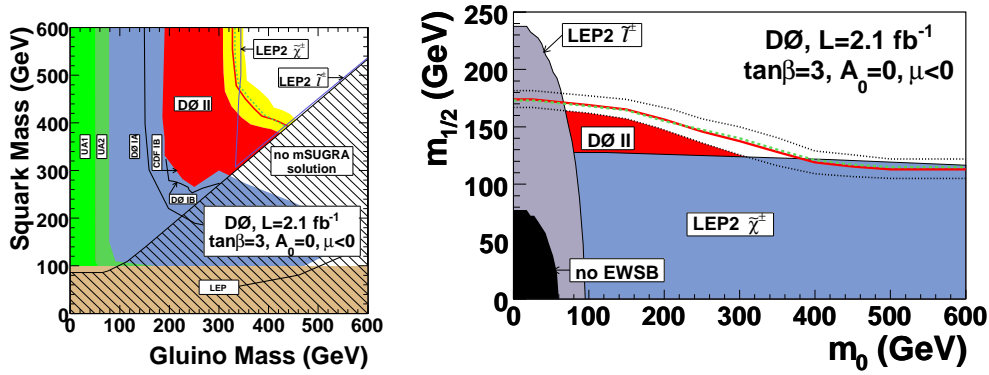 Squark Mass (GeV)
600
500
400
300
200
100
0
UA1
UA2
DØ IA
CDF IB
DØ IB
DØ II
LEP2 χ̃±
LEP2 l̃±
no mSUGRA
solution
DØ, L=2.1 fb-1
tanβ=3, A0=0, μ<0
LEP
0 100 200 300 400 500 600
Gluino Mass (GeV)
m1/2 (GeV)
250
200
150
100
50
0
LEP2 l̃±
DØ, L=2.1 fb-1
tanβ=3, A0=0, μ<0
DØ II
LEP2 χ̃±
no EWSB
0 100 200 300 400 500 600
m0 (GeV)